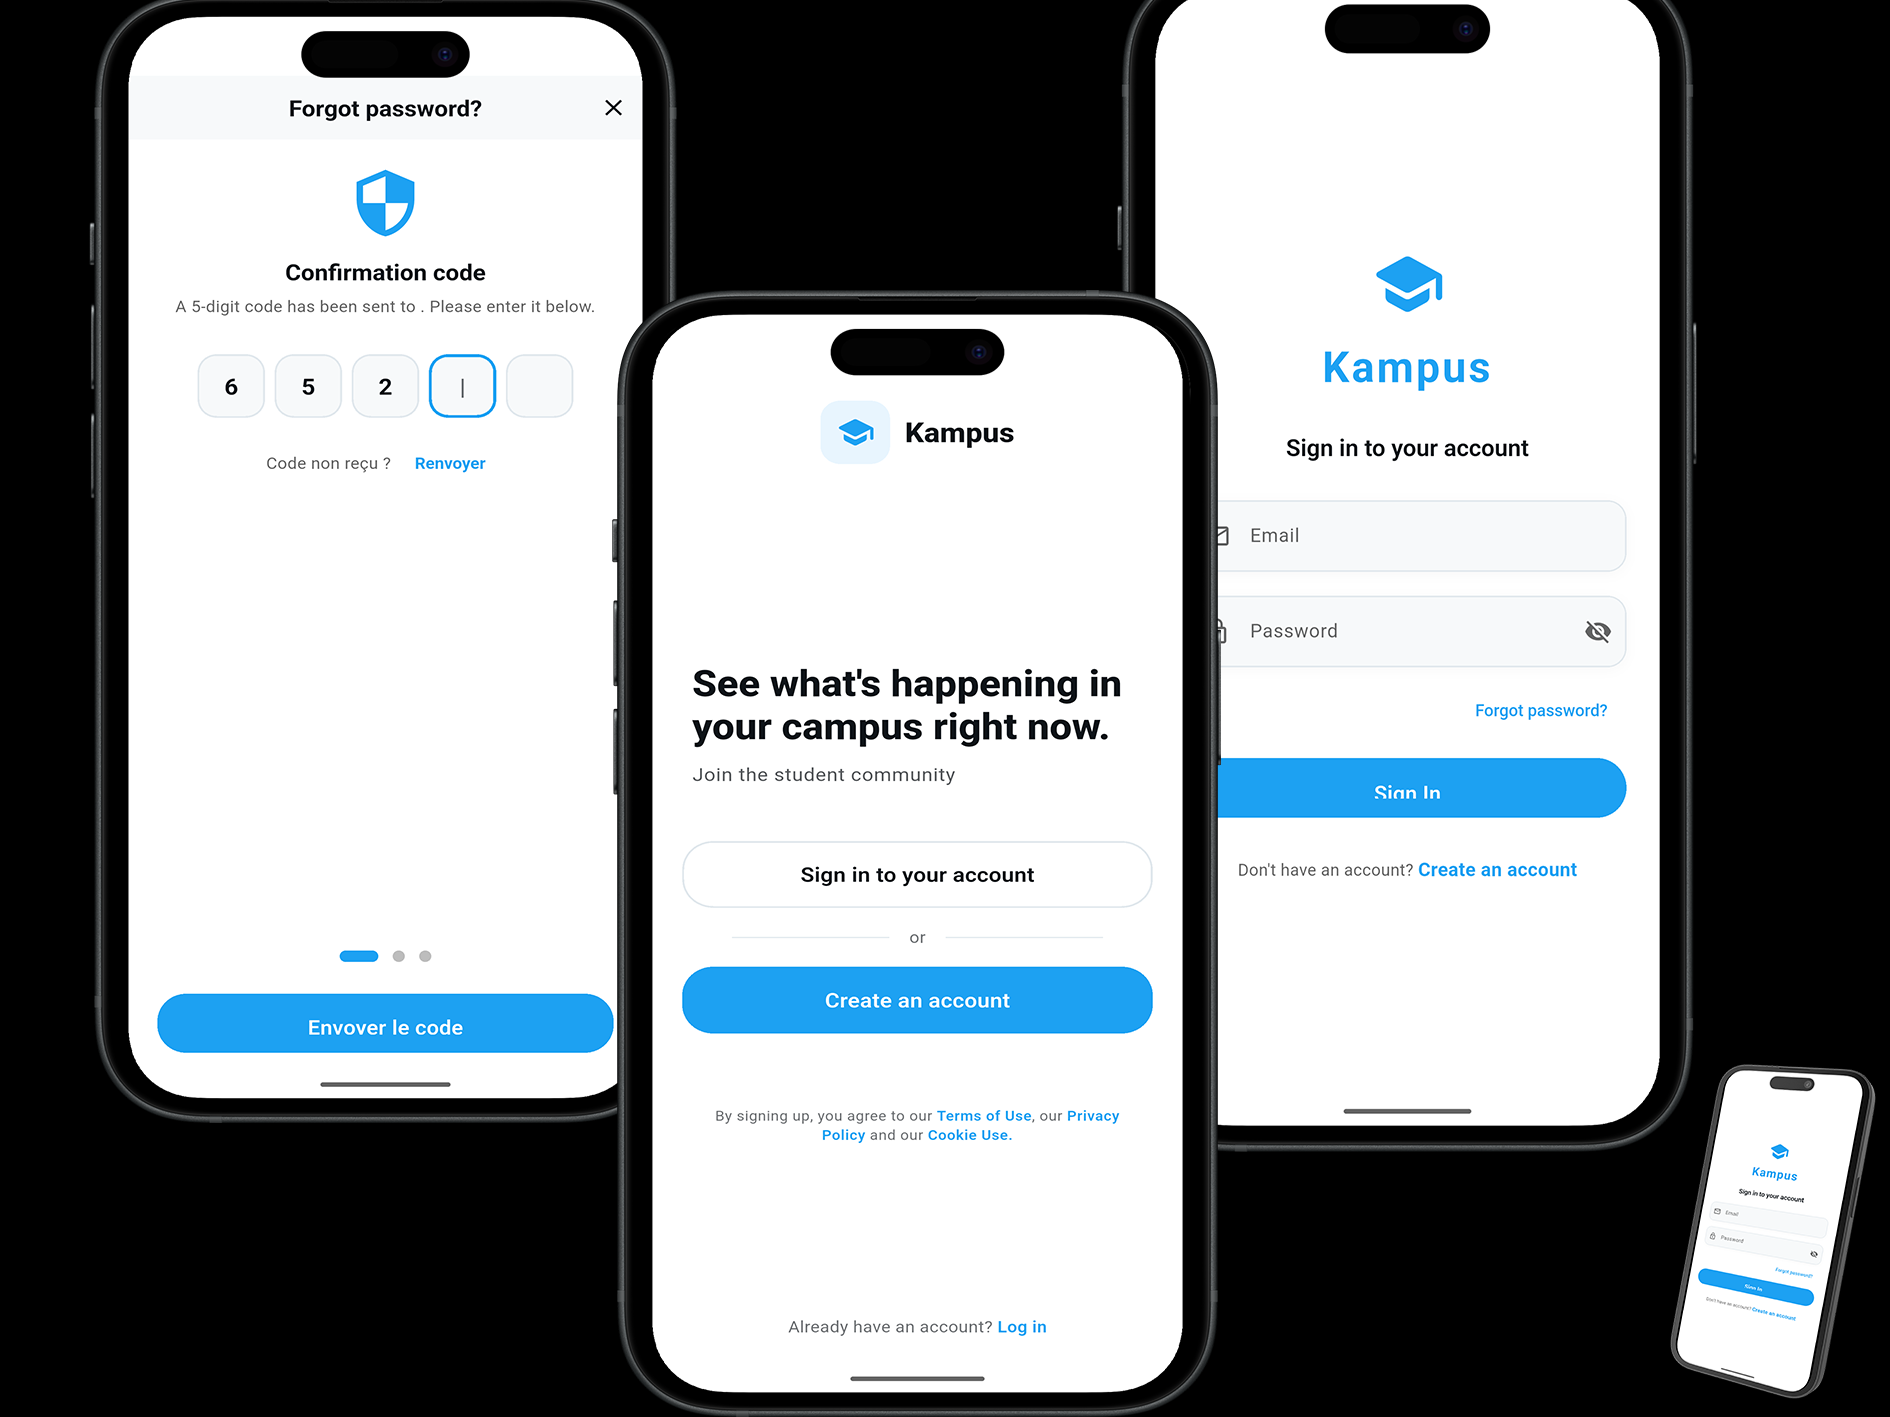 Forgot password?
Confirmation code
A 5-digit code has been sent to . Please enter it below.
6 5 2 |
Code non reçu ? Renvoyer
Envoyer le code
Kampus
See what's happening in
your campus right now.
Join the student community
Sign in to your account
or
Create an account
By signing up, you agree to our Terms of Use, our Privacy
Policy and our Cookie Use.
Already have an account? Log in
Kampus
Sign in to your account
Email
Password
Forgot password?
Sign In
Don't have an account? Create an account
Kampus
Sign in to your account
Email
Password
Forgot password?
Sign In
Don't have an account? Create an account